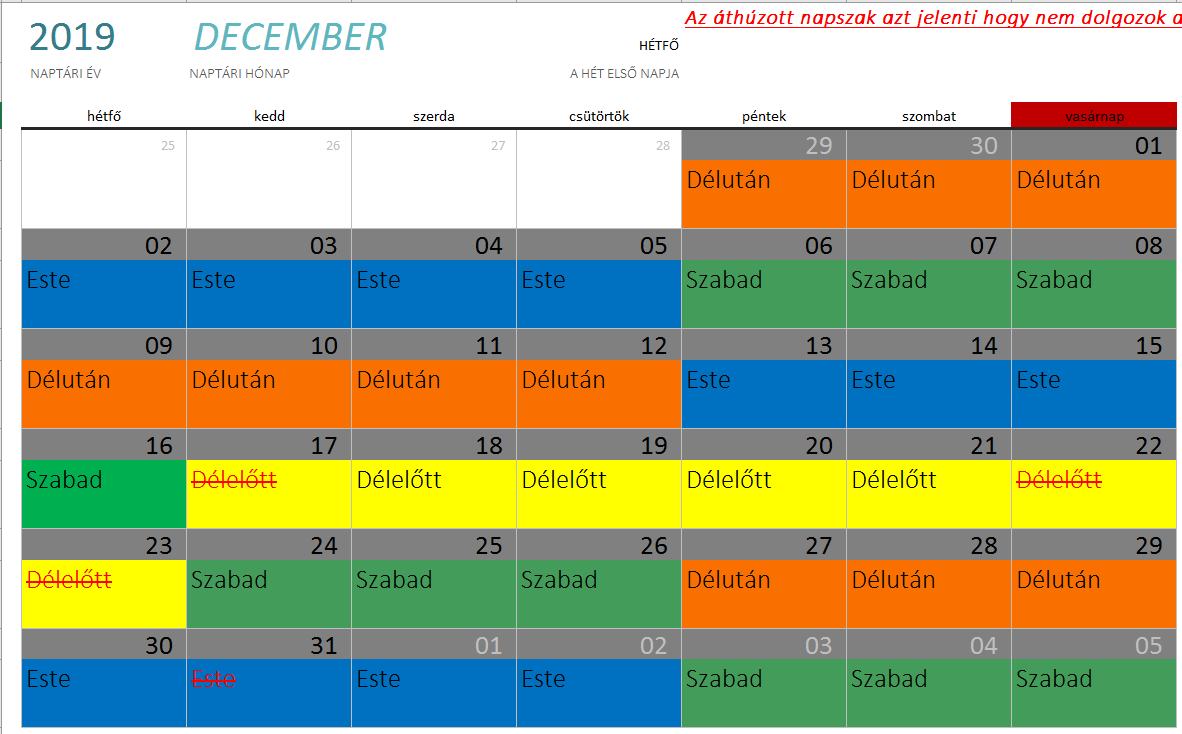 Az áthúzott napszak azt jelenti hogy nem dolgozok a
2019 DECEMBER HÉTFŐ
NAPTÁRI ÉV NAPTÁRI HÓNAP A HÉT ELSŐ NAPJA
hétfő kedd szerda csütörtök péntek szombat vasárnap
25 26 27 28 29 30 01
Délután Délután Délután
02 03 04 05 06 07 08
Este Este Este Este Szabad Szabad Szabad
09 10 11 12 13 14 15
Délután Délután Délután Délután Este Este Este
16 17 18 19 20 21 22
Szabad Délelőtt Délelőtt Délelőtt Délelőtt Délelőtt Délelőtt
23 24 25 26 27 28 29
Délelőtt Szabad Szabad Szabad Délután Délután Délután
30 31 01 02 03 04 05
Este Este Este Este Szabad Szabad Szabad